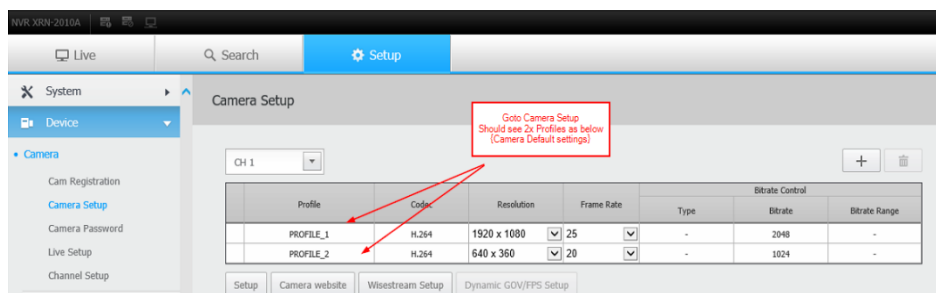 NVR XRN-2010A
Live
Search
Setup
System
Device
Camera
Cam Registration
Camera Setup
Camera Password
Live Setup
Channel Setup
Camera Setup
Goto Camera Setup
Should see 2x Profiles as below
{Camera Default settings}
CH 1
Profile Codec Resolution Frame Rate Bitrate Control
Type Bitrate Bitrate Range
PROFILE_1 H.264 1920 x 1080 25 - 2048 -
PROFILE_2 H.264 640 x 360 20 - 1024 -
Setup Camera website Wisestream Setup Dynamic GOV/FPS Setup